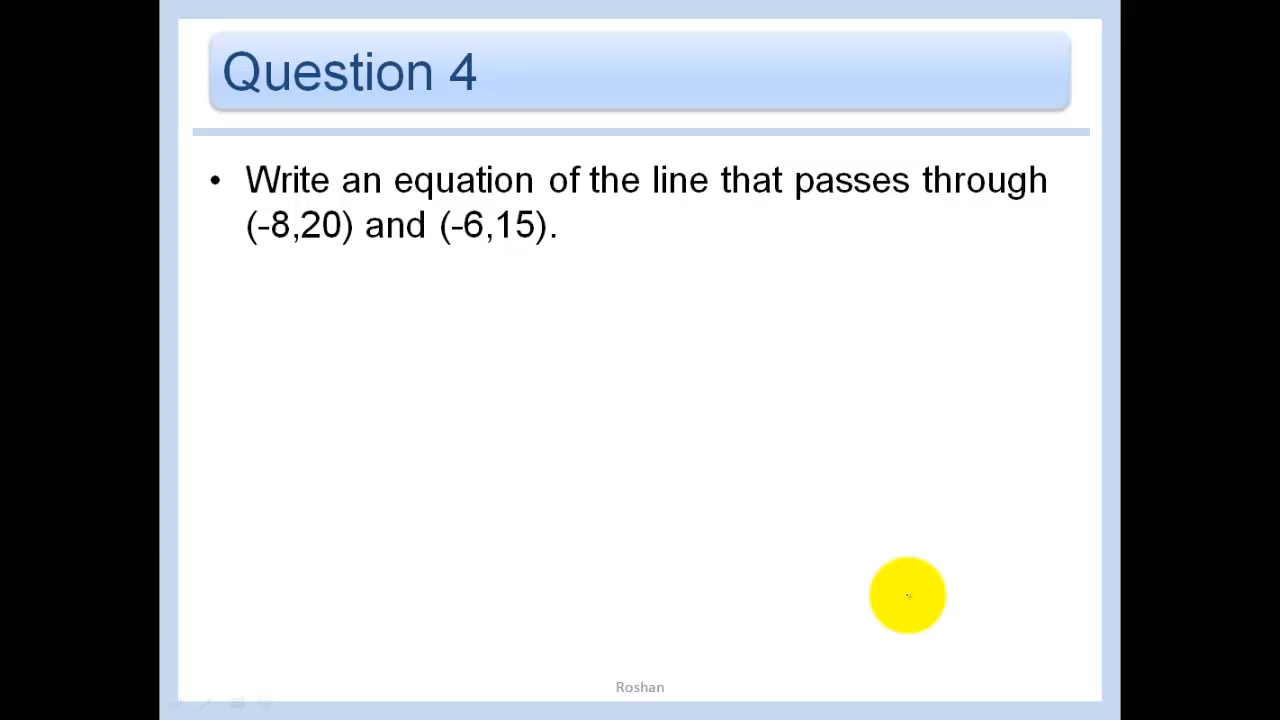 Question 4
• Write an equation of the line that passes through
(-8,20) and (-6,15).
Roshan